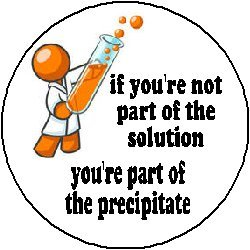 if you're not
part of the
solution
you're part of
the precipitate